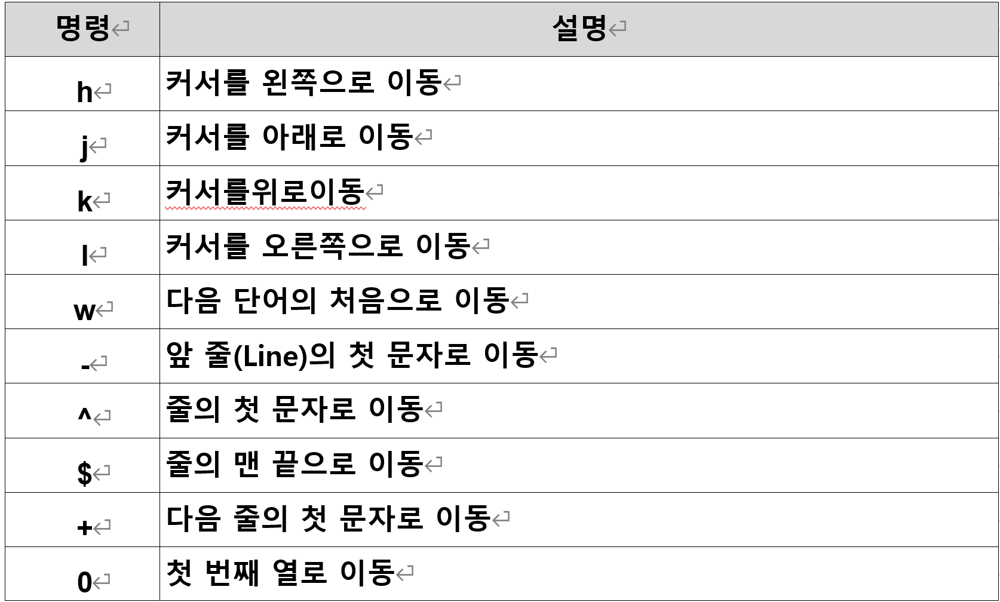 명령 설명
h 커서를 왼쪽으로 이동
j 커서를 아래로 이동
k 커서를위로이동
l 커서를 오른쪽으로 이동
w 다음 단어의 처음으로 이동
- 앞 줄(Line)의 첫 문자로 이동
^ 줄의 첫 문자로 이동
$ 줄의 맨 끝으로 이동
+ 다음 줄의 첫 문자로 이동
0 첫 번째 열로 이동